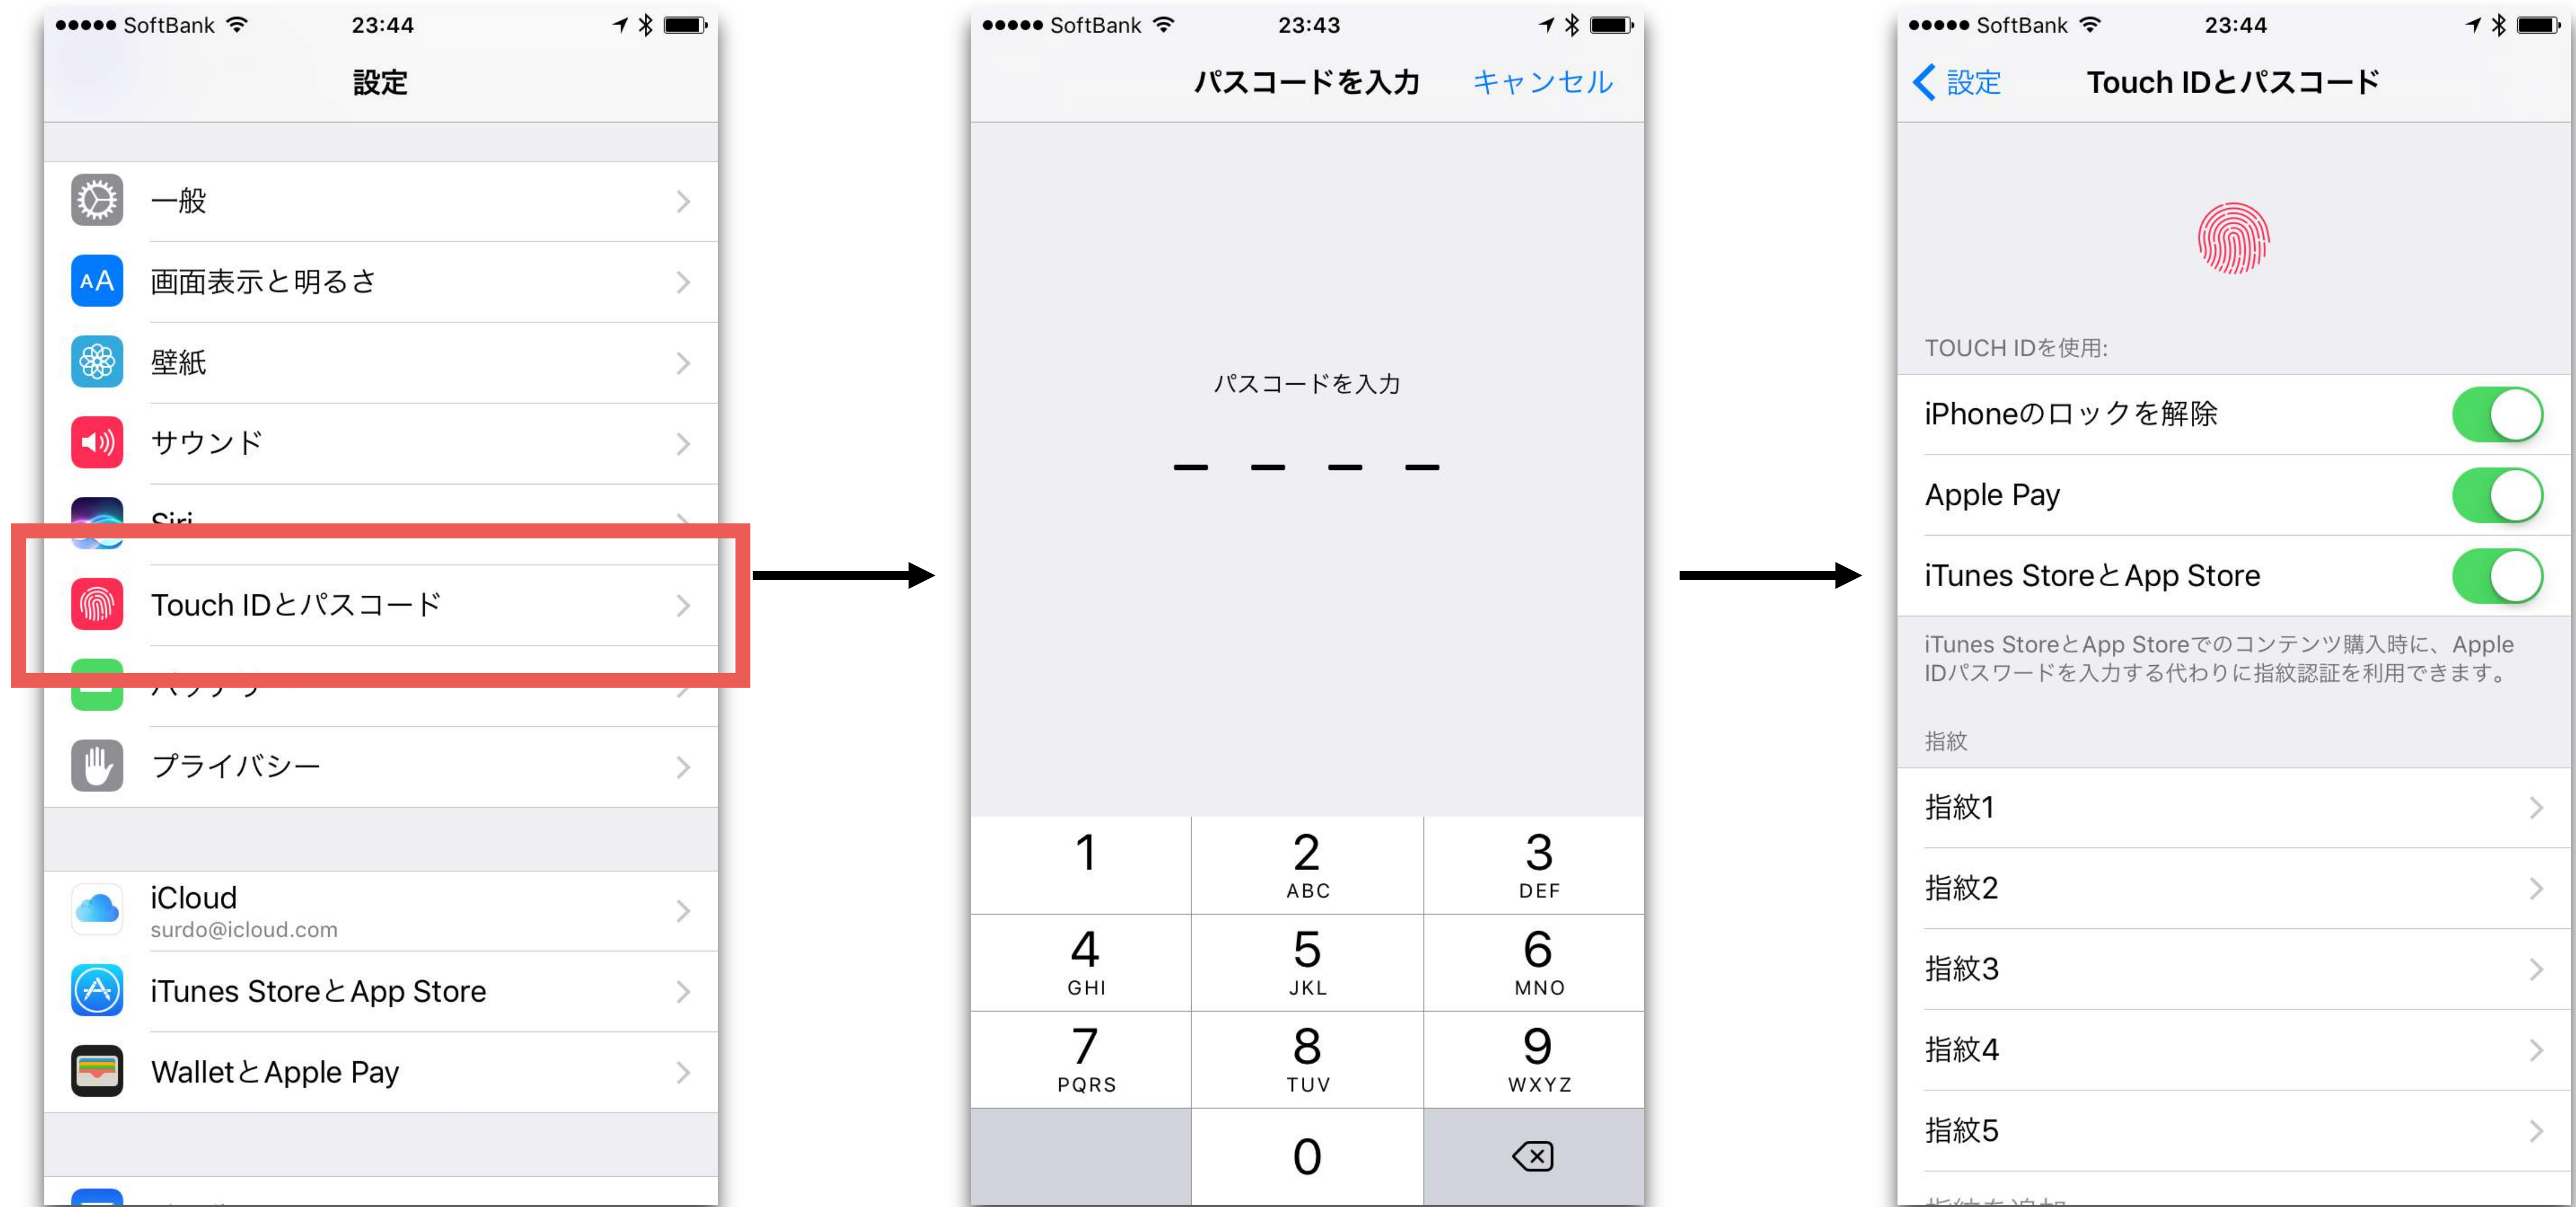 SoftBank 23:44
設定
一般
画面表示と明るさ
壁紙
サウンド
Siri
Touch IDとパスコード
バッテリー
プライバシー
iCloud
surdo@icloud.com
iTunes StoreとApp Store
WalletとApple Pay
SoftBank 23:43
パスコードを入力 キャンセル
パスコードを入力
1 2 3
ABC DEF
4 5 6
GHI JKL MNO
7 8 9
PQRS TUV WXYZ
0
SoftBank 23:44
設定 Touch IDとパスコード
TOUCH IDを使用:
iPhoneのロックを解除
Apple Pay
iTunes StoreとApp Store
iTunes StoreとApp Storeでのコンテンツ購入時に、Apple
IDパスワードを入力する代わりに指紋認証を利用できます。
指紋
指紋1
指紋2
指紋3
指紋4
指紋5
指紋を追加...